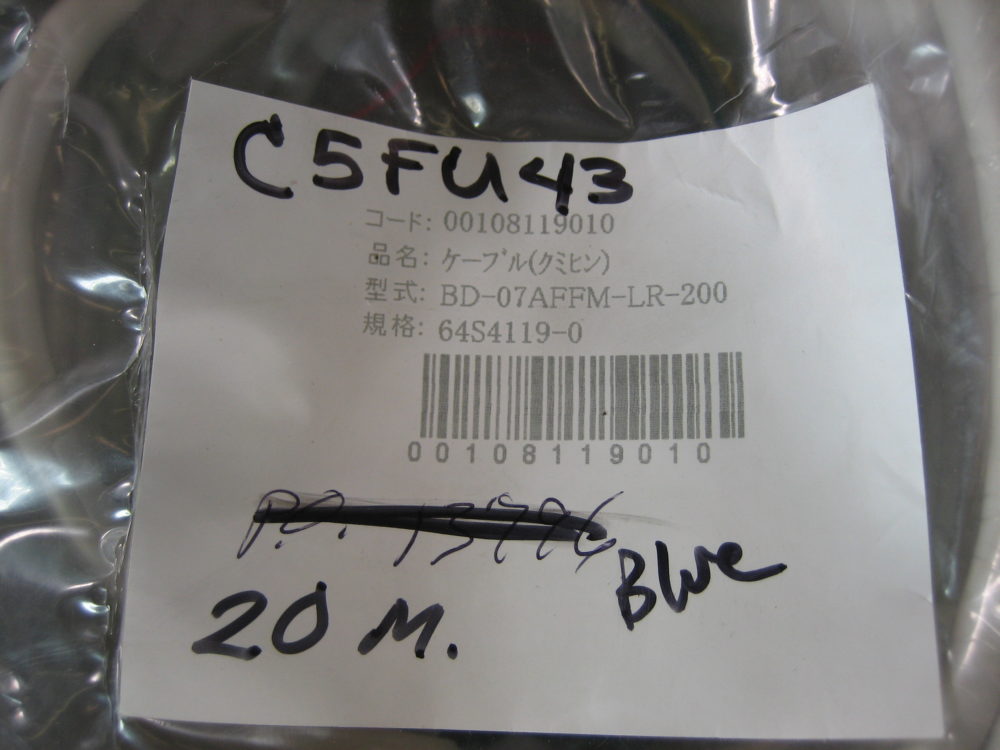 C5FU43
コード: 00108119010
品名: ケーブル(クミヒン)
型式: BD-07AFFM-LR-200
規格: 64S4119-0
00108119010
P.O. 13796
Blue
20 M.